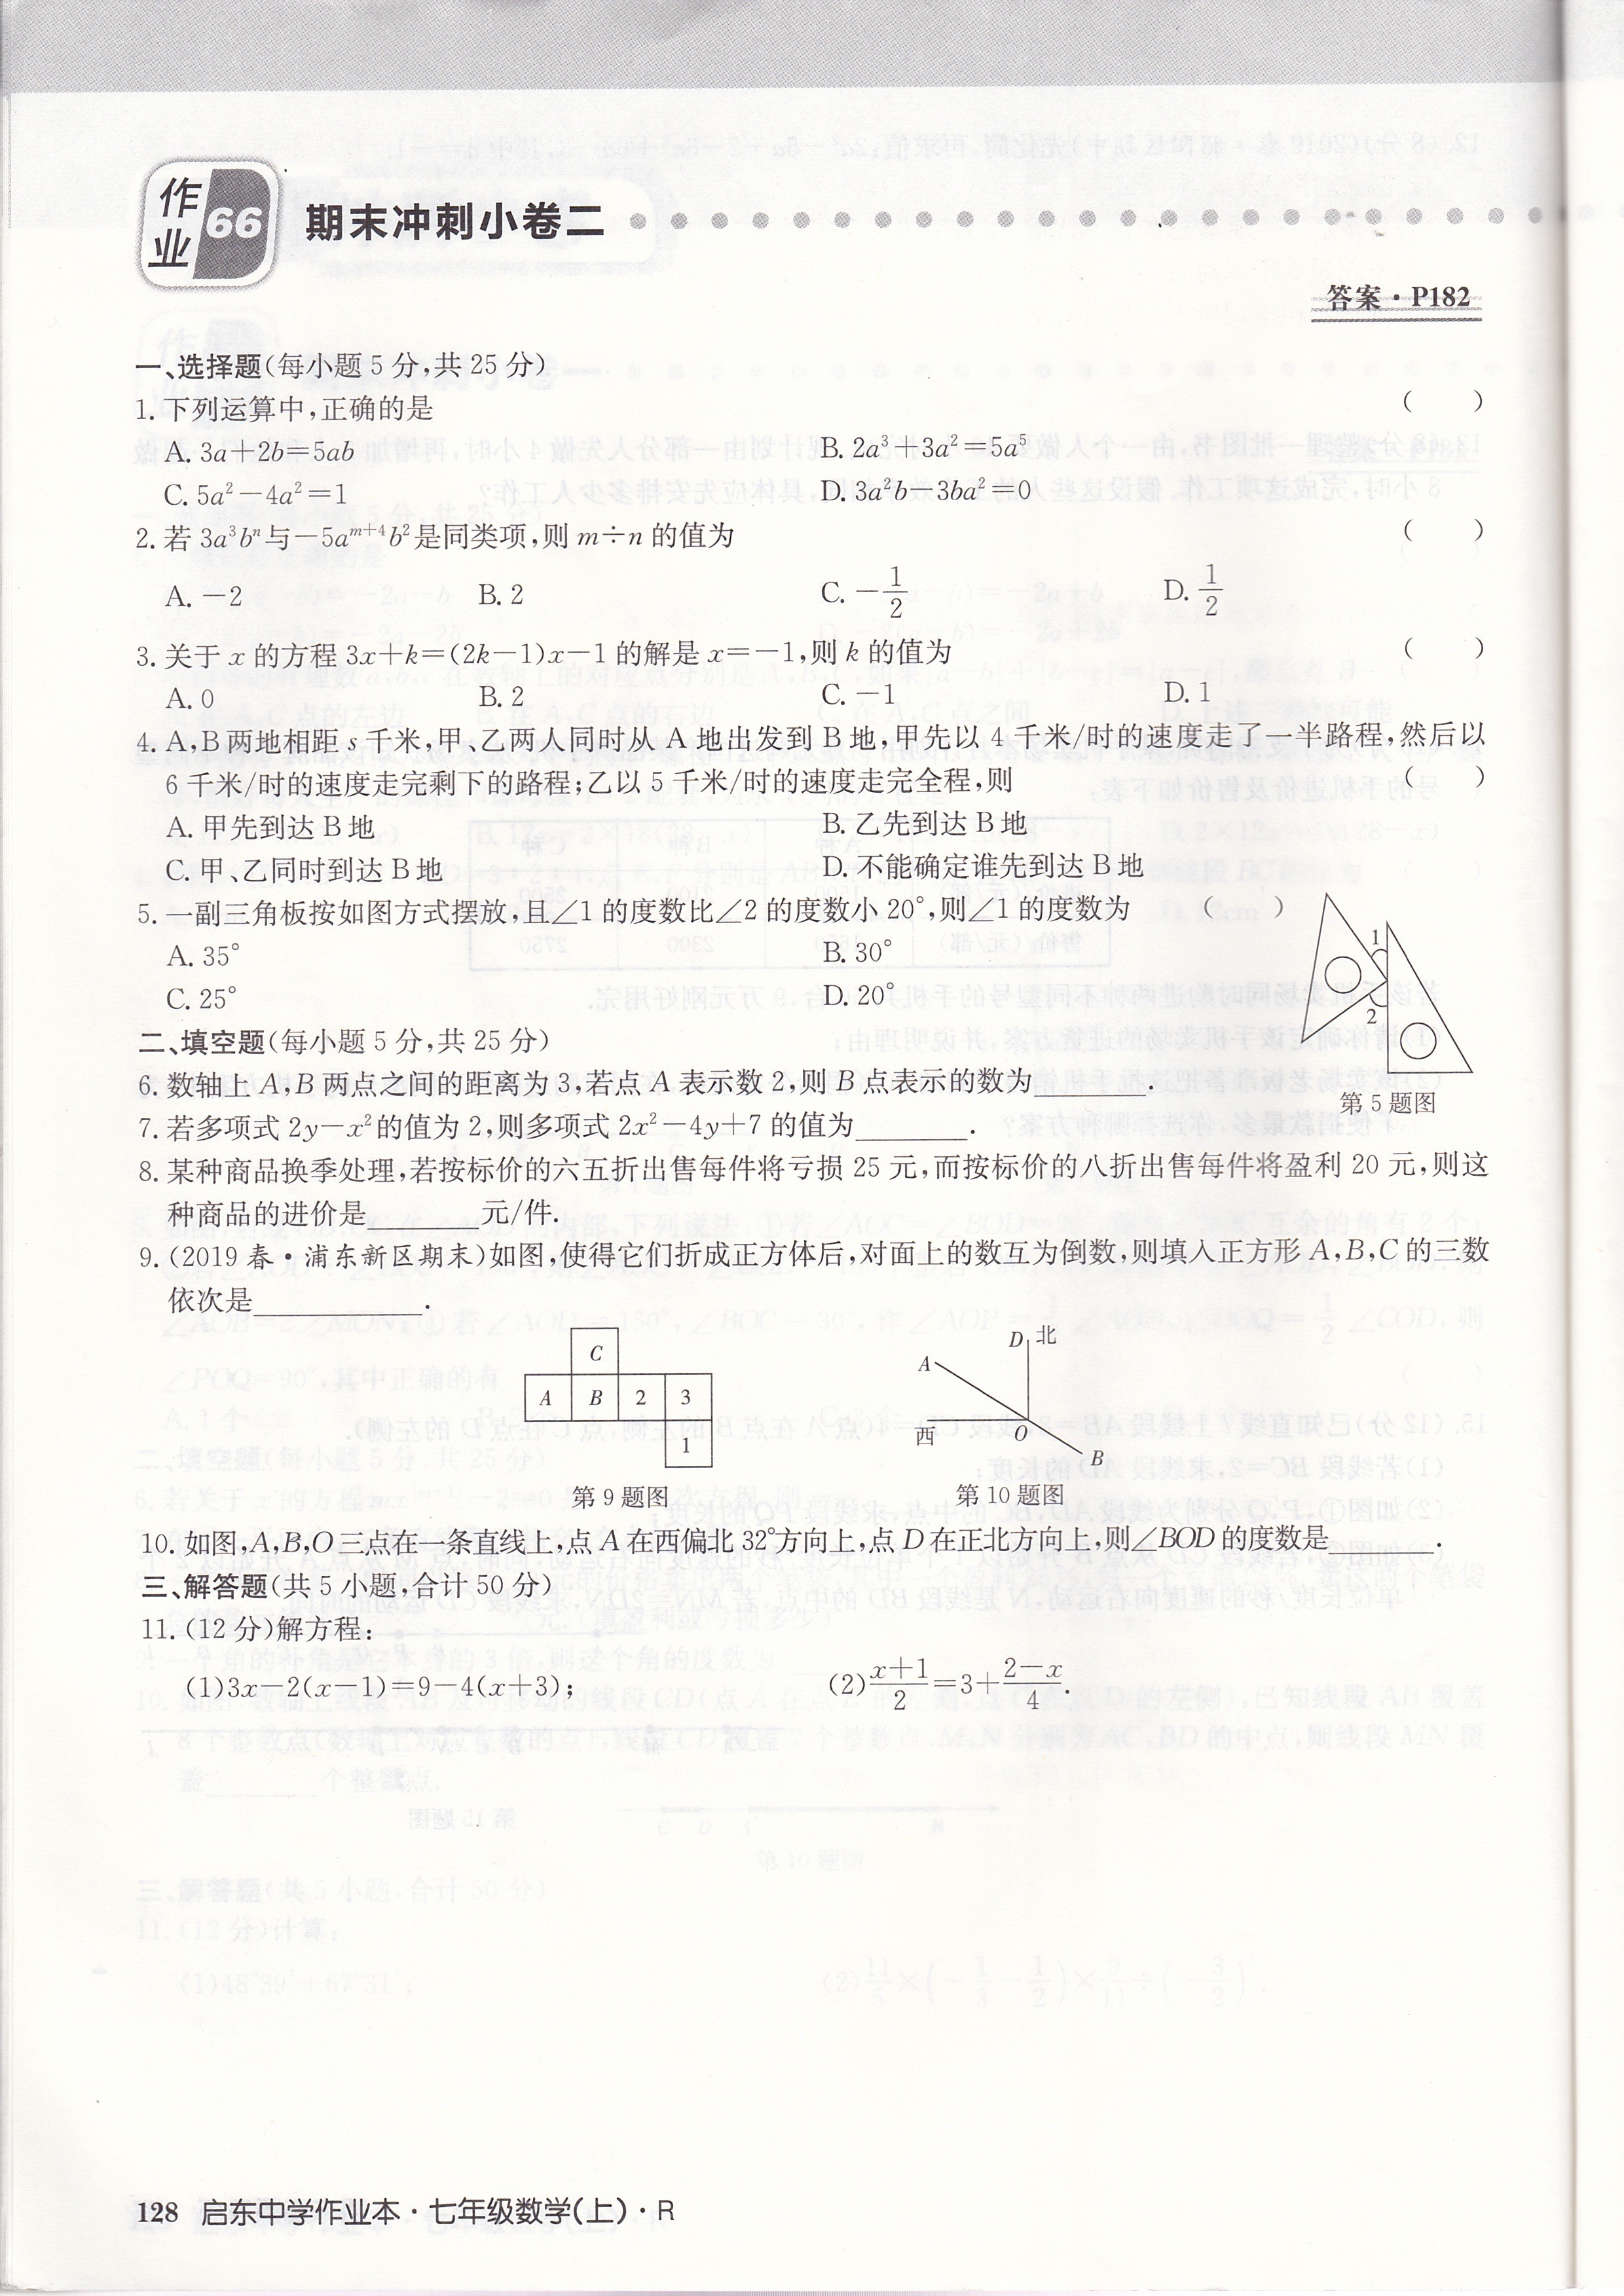 作业 66 期末冲刺小卷二
答案·P182
一、选择题(每小题 5 分,共 25 分)
1. 下列运算中,正确的是 ( )
A. 3a+2b=5ab B. 2a³+3a²=5a⁵
C. 5a²-4a²=1 D. 3a²b-3ba²=0
2. 若 3a³bⁿ与-5aᵐ⁺⁴b²是同类项,则 m÷n 的值为 ( )
A. -2 B. 2 C. -1/2 D. 1/2
3. 关于 x 的方程 3x+k=(2k-1)x-1 的解是 x=-1,则 k 的值为 ( )
A. 0 B. 2 C. -1 D. 1
4. A,B 两地相距 s 千米,甲、乙两人同时从 A 地出发到 B 地,甲先以 4 千米/时的速度走了一半路程,然后以
6 千米/时的速度走完剩下的路程;乙以 5 千米/时的速度走完全程,则 ( )
A. 甲先到达 B 地 B. 乙先到达 B 地
C. 甲、乙同时到达 B 地 D. 不能确定谁先到达 B 地
5. 一副三角板按如图方式摆放,且∠1 的度数比∠2 的度数小 20°,则∠1 的度数为 ( )
A. 35° B. 30°
C. 25° D. 20°
1
2
第 5 题图
二、填空题(每小题 5 分,共 25 分)
6. 数轴上 A,B 两点之间的距离为 3,若点 A 表示数 2,则 B 点表示的数为________.
7. 若多项式 2y-x²的值为 2,则多项式 2x²-4y+7 的值为________.
8. 某种商品换季处理,若按标价的六五折出售每件将亏损 25 元,而按标价的八折出售每件将盈利 20 元,则这
种商品的进价是________元/件.
9. (2019 春·浦东新区期末)如图,使得它们折成正方体后,对面上的数互为倒数,则填入正方形 A,B,C 的三数
依次是____________.
C
A B 2 3
1
第 9 题图
D 北
A
西 O
B
第 10 题图
10. 如图,A,B,O三点在一条直线上,点 A 在西偏北 32°方向上,点 D 在正北方向上,则∠BOD 的度数是________.
三、解答题(共 5 小题,合计 50 分)
11. (12 分)解方程:
(1)3x-2(x-1)=9-4(x+3); (2)(x+1)/2=3+(2-x)/4.
128 启东中学作业本·七年级数学(上)·R